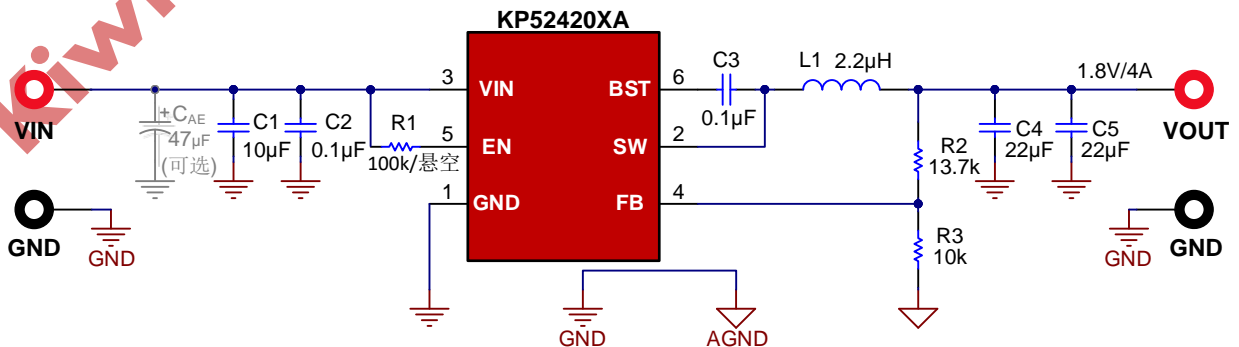 Kiwi
KP52420XA
VIN
+
C_AE
47μF
(可选)
C1
10μF
C2
0.1μF
R1
100k/悬空
3
5
1
VIN
EN
GND
BST
SW
FB
6
2
4
C3
0.1μF
L1 2.2μH
1.8V/4A
R2
13.7k
R3
10k
C4
22μF
C5
22μF
VOUT
GND
GND
GND
AGND
GND
GND